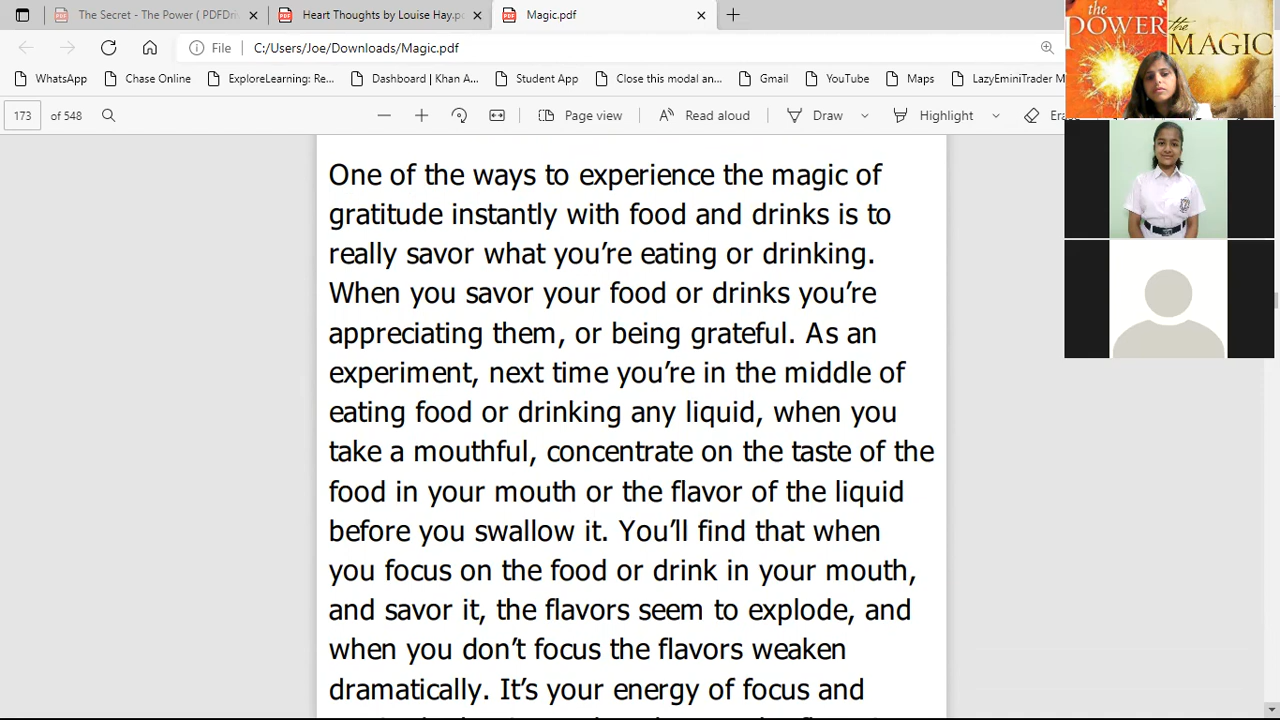 The Secret - The Power ( PDFDri
Heart Thoughts by Louise Hay.p
Magic.pdf
File C:/Users/Joe/Downloads/Magic.pdf
WhatsApp Chase Online ExploreLearning: Re... Dashboard | Khan A... Student App Close this modal an... Gmail YouTube Maps LazyEminiTrader M
173 of 548 Page view Read aloud Draw Highlight Era
the POWER
the MAGIC
One of the ways to experience the magic of
gratitude instantly with food and drinks is to
really savor what you're eating or drinking.
When you savor your food or drinks you're
appreciating them, or being grateful. As an
experiment, next time you're in the middle of
eating food or drinking any liquid, when you
take a mouthful, concentrate on the taste of the
food in your mouth or the flavor of the liquid
before you swallow it. You'll find that when
you focus on the food or drink in your mouth,
and savor it, the flavors seem to explode, and
when you don't focus the flavors weaken
dramatically. It's your energy of focus and